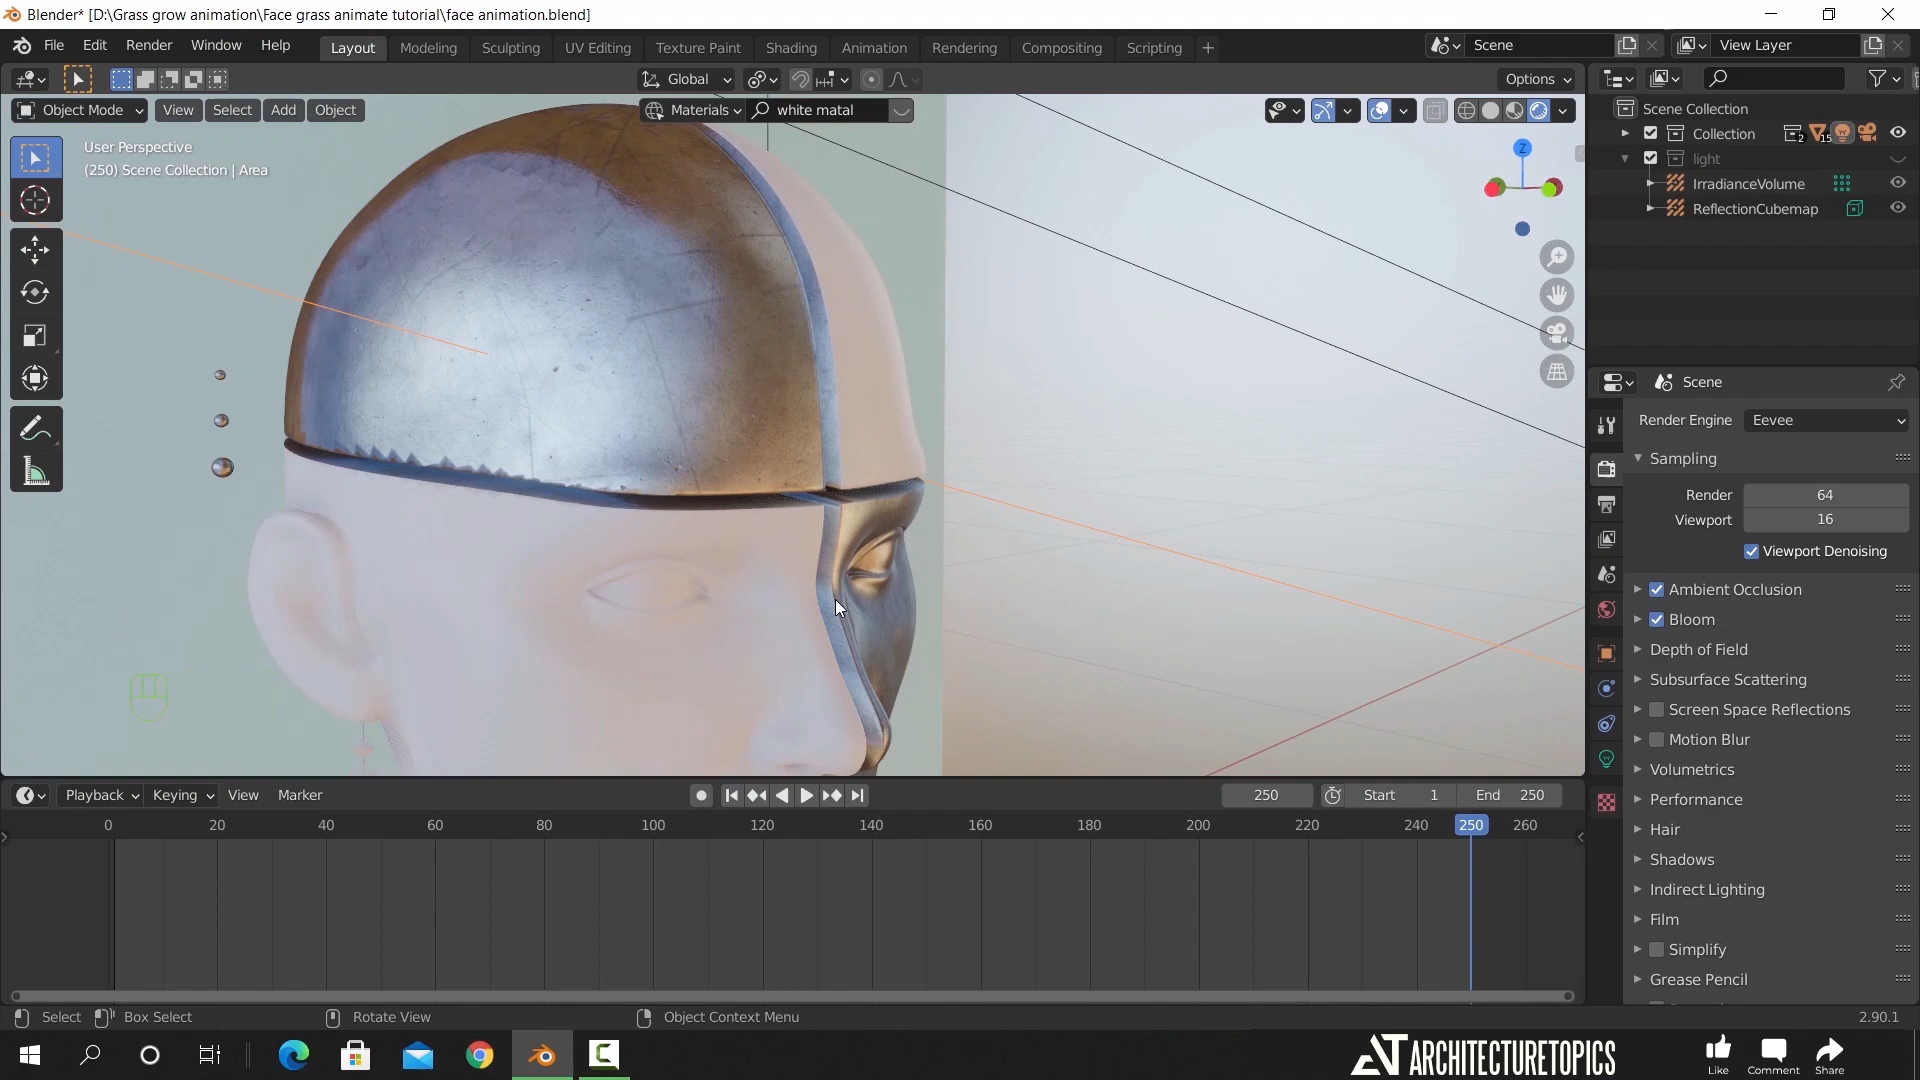 Blender* [D:\Grass grow animation\Face grass animate tutorial\face animation.blend]
File Edit Render Window Help Layout Modeling Sculpting UV Editing Texture Paint Shading Animation Rendering Compositing Scripting + Scene View Layer
Global Options
Object Mode View Select Add Object Materials white matal
User Perspective
(250) Scene Collection | Area
Z
Scene Collection
Collection 2 15
light
IrradianceVolume
ReflectionCubemap
Scene
Render Engine Eevee
Sampling
Render 64
Viewport 16
Viewport Denoising
Ambient Occlusion
Bloom
Depth of Field
Subsurface Scattering
Screen Space Reflections
Motion Blur
Volumetrics
Performance
Hair
Shadows
Indirect Lighting
Film
Simplify
Grease Pencil
Playback Keying View Marker 250 Start 1 End 250
0 20 40 60 80 100 120 140 160 180 200 220 240 250 260
Select Box Select Rotate View Object Context Menu 2.90.1
AT ARCHITECTURETOPICS
Like Comment Share